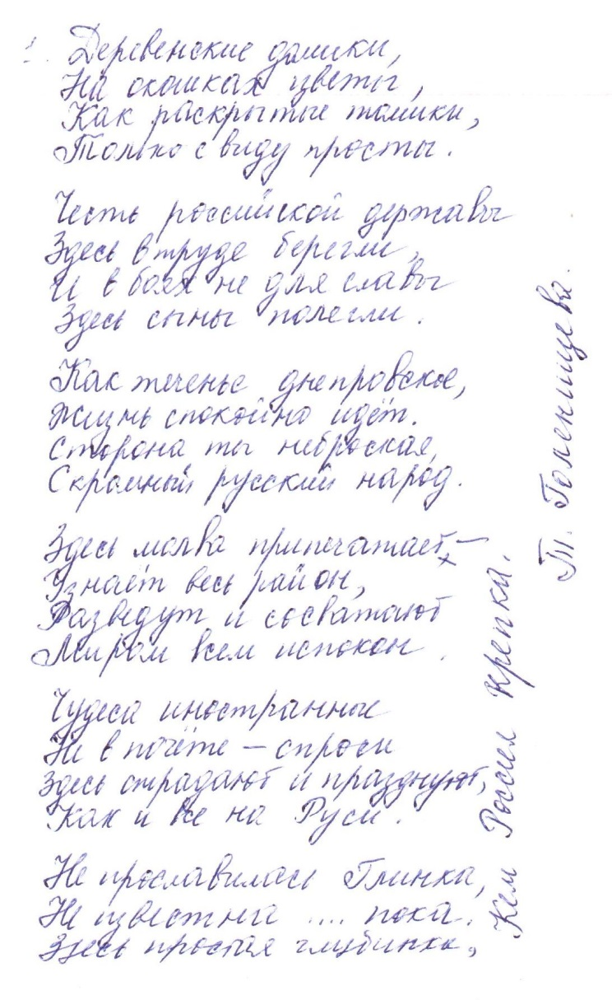 1. Деревенские домики,
На окошках цветы,
Как раскрытые томики,
Только с виду просты.
Честь российской державы
Здесь в труде берегли,
И в боях не для славы
Здесь сыны полегли.
Как теченье днепровское,
Жизнь спокойно идёт.
Сторона ты неброская,
Скромный русский народ.
Здесь молва припечатает, —
Узнаёт весь район,
Разведут и сосватают
Миром всем испокон.
Чудеса иностранные
Не в почёте — спроси
Здесь страдают и празднуют,
Как и все на Руси.
Не прославилась Глинка,
Не известна .... пока.
Здесь простая глубинка,
Кем Россия крепка.
Т. Голенищева.